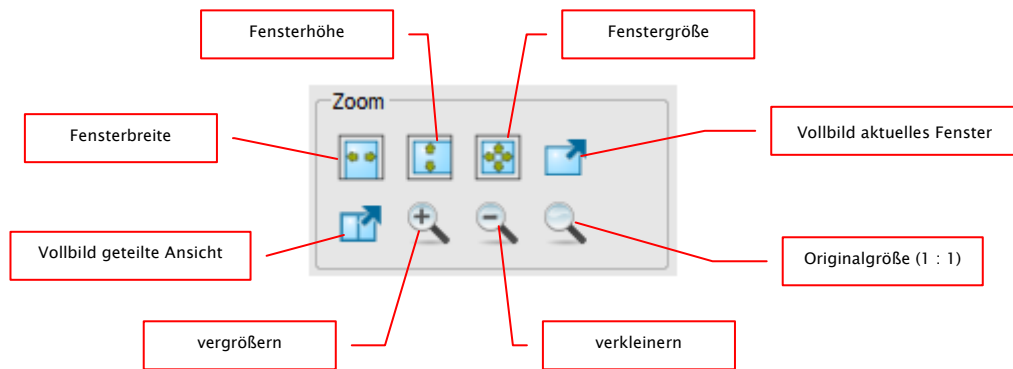 Fensterhöhe
Fenstergröße
Zoom
Fensterbreite
Vollbild aktuelles Fenster
Vollbild geteilte Ansicht
Originalgröße (1 : 1)
vergrößern
verkleinern